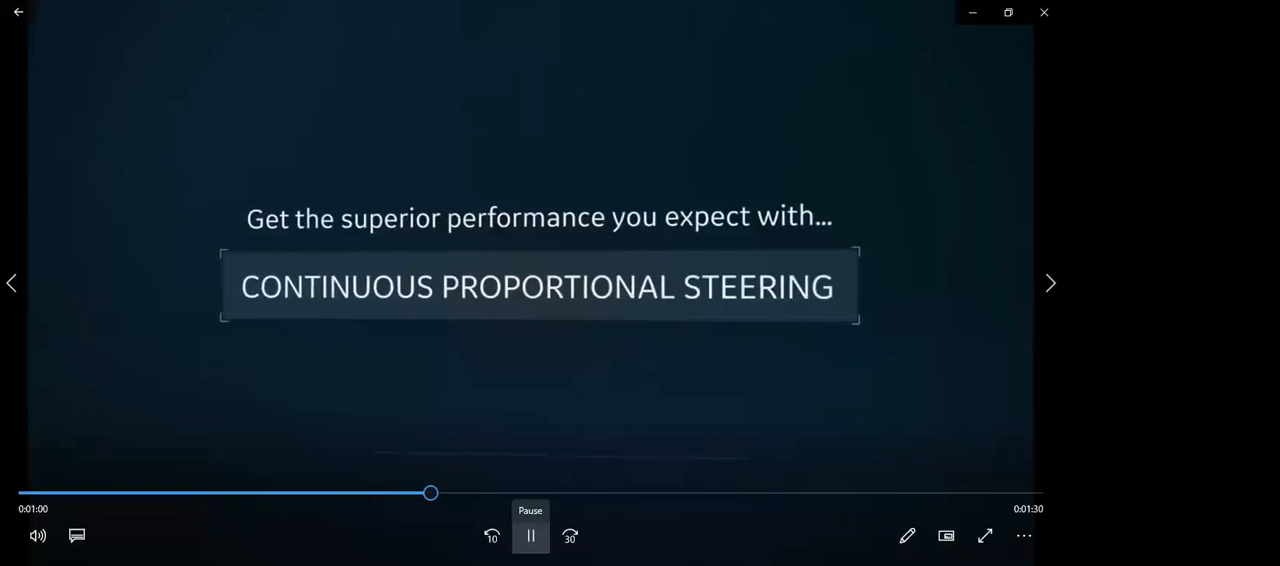 Get the superior performance you expect with...
CONTINUOUS PROPORTIONAL STEERING
Pause
0:01:00
0:01:30
10
30